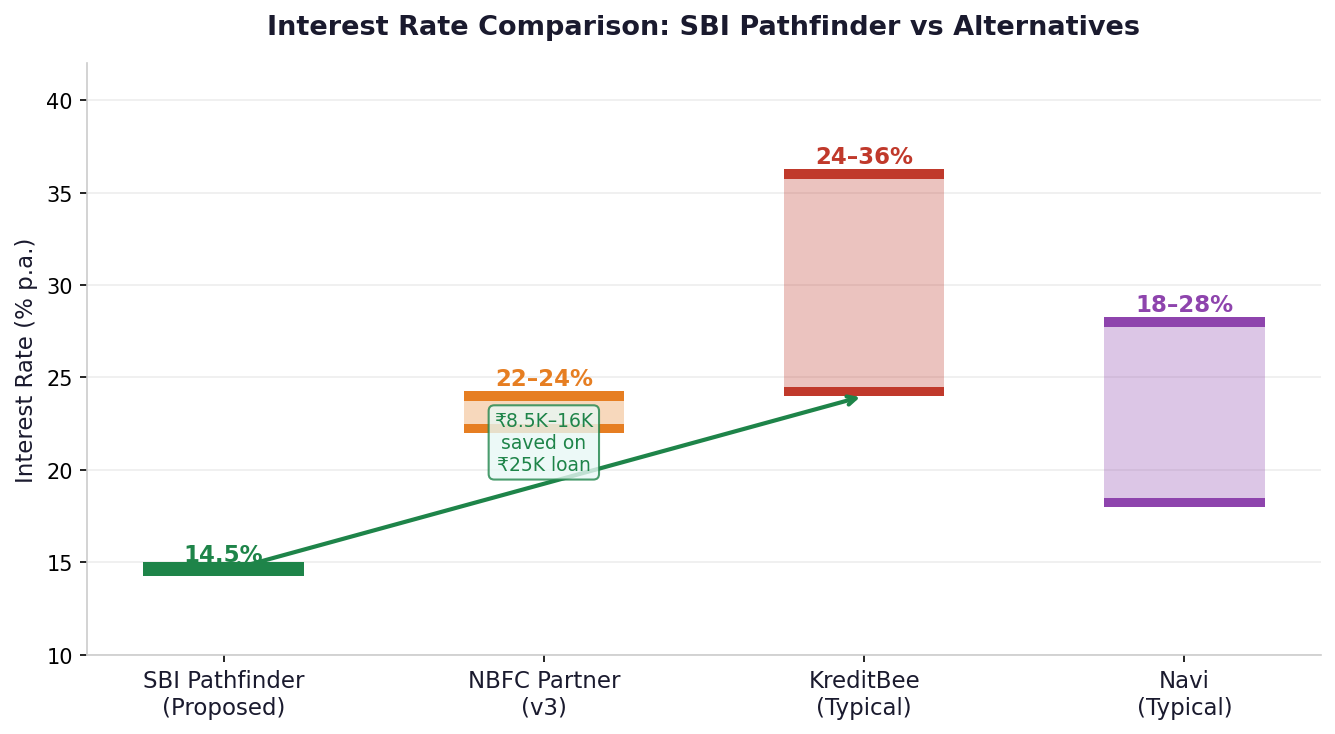 Interest Rate Comparison: SBI Pathfinder vs Alternatives
Interest Rate (% p.a.)
40
35
30
25
20
15
10
14.5%
22–24%
₹8.5K–16K
saved on
₹25K loan
24–36%
18–28%
SBI Pathfinder
(Proposed)
NBFC Partner
(v3)
KreditBee
(Typical)
Navi
(Typical)